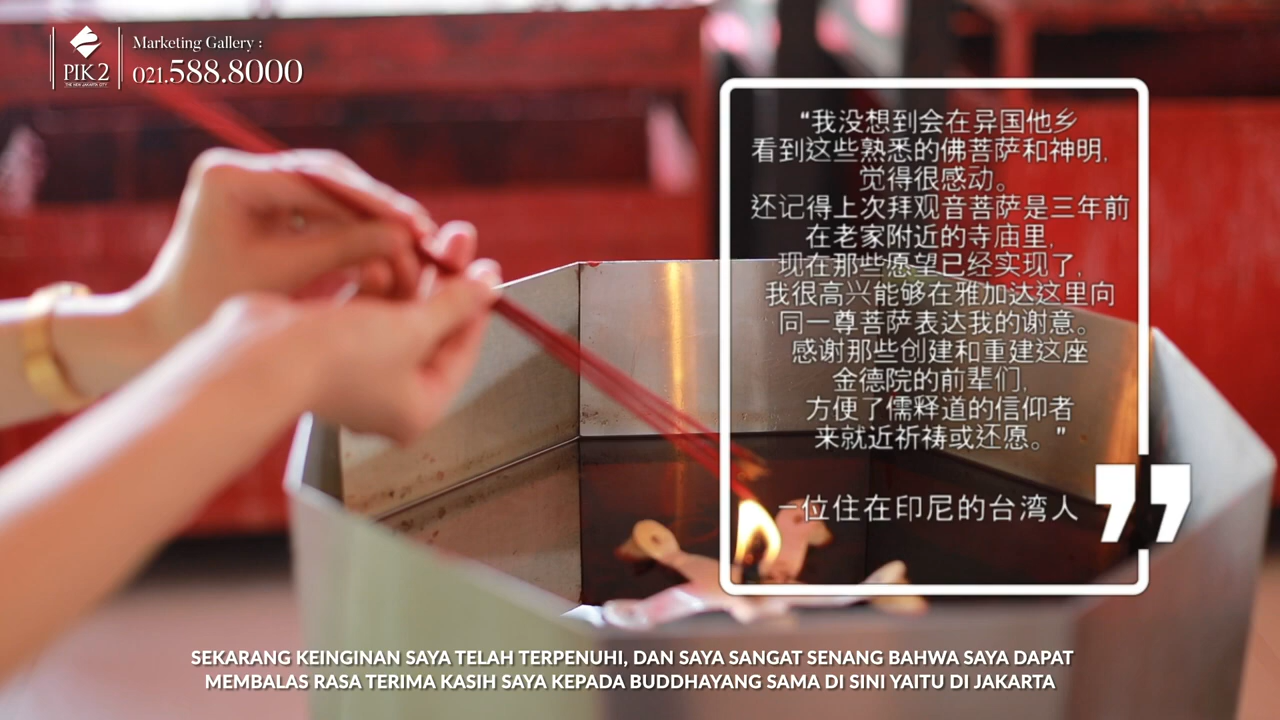 PIK 2
THE NEW JAKARTA CITY
Marketing Gallery :
021.588.8000
“我没想到会在异国他乡
看到这些熟悉的佛菩萨和神明,
觉得很感动。
还记得上次拜观音菩萨是三年前
在老家附近的寺庙里,
现在那些愿望已经实现了,
我很高兴能够在雅加达这里向
同一尊菩萨表达我的谢意。
感谢那些创建和重建这座
金德院的前辈们,
方便了儒释道的信仰者
来就近祈祷或还愿。”
一位住在印尼的台湾人
SEKARANG KEINGINAN SAYA TELAH TERPENUHI, DAN SAYA SANGAT SENANG BAHWA SAYA DAPAT
MEMBALAS RASA TERIMA KASIH SAYA KEPADA BUDDHAYANG SAMA DI SINI YAITU DI JAKARTA